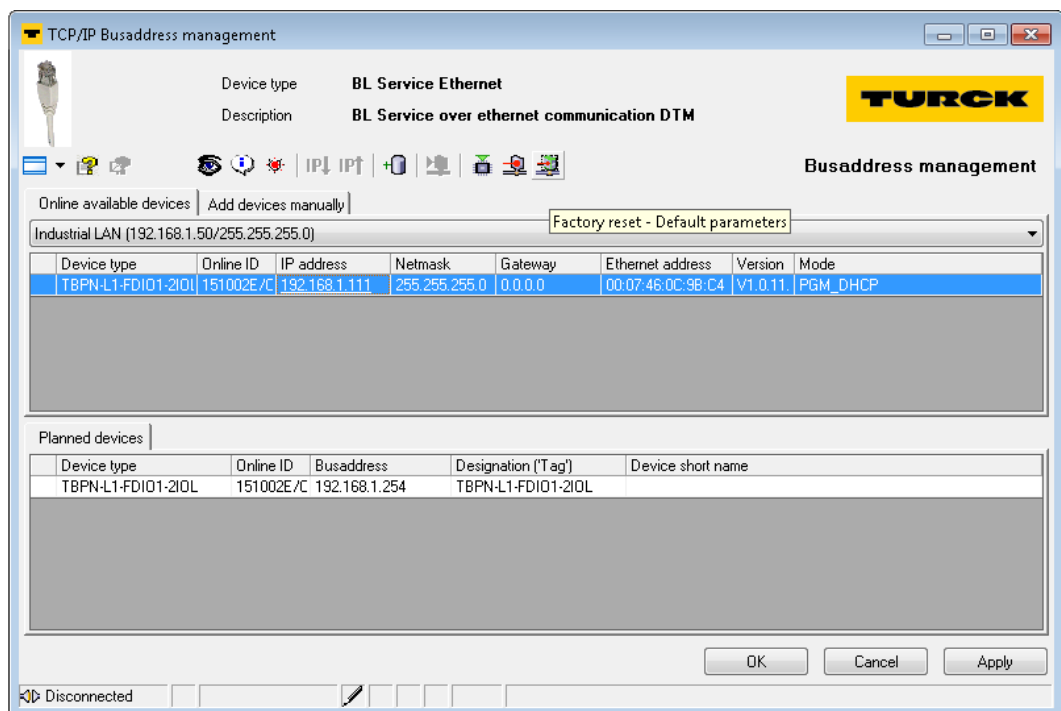 TCP/IP Busaddress management
Device type BL Service Ethernet
TURCK
Description BL Service over ethernet communication DTM
IP IP Busaddress management
Online available devices Add devices manually
Factory reset - Default parameters
Industrial LAN (192.168.1.50/255.255.255.0)
Device type Online ID IP address Netmask Gateway Ethernet address Version Mode
TBPN-L1-FDIO1-2IOL 151002E/C 192.168.1.111 255.255.255.0 0.0.0.0 00:07:46:0C:9B:C4 V1.0.11. PGM_DHCP
Planned devices
Device type Online ID Busaddress Designation ('Tag') Device short name
TBPN-L1-FDIO1-2IOL 151002E/C 192.168.1.254 TBPN-L1-FDIO1-2IOL
OK Cancel Apply
Disconnected